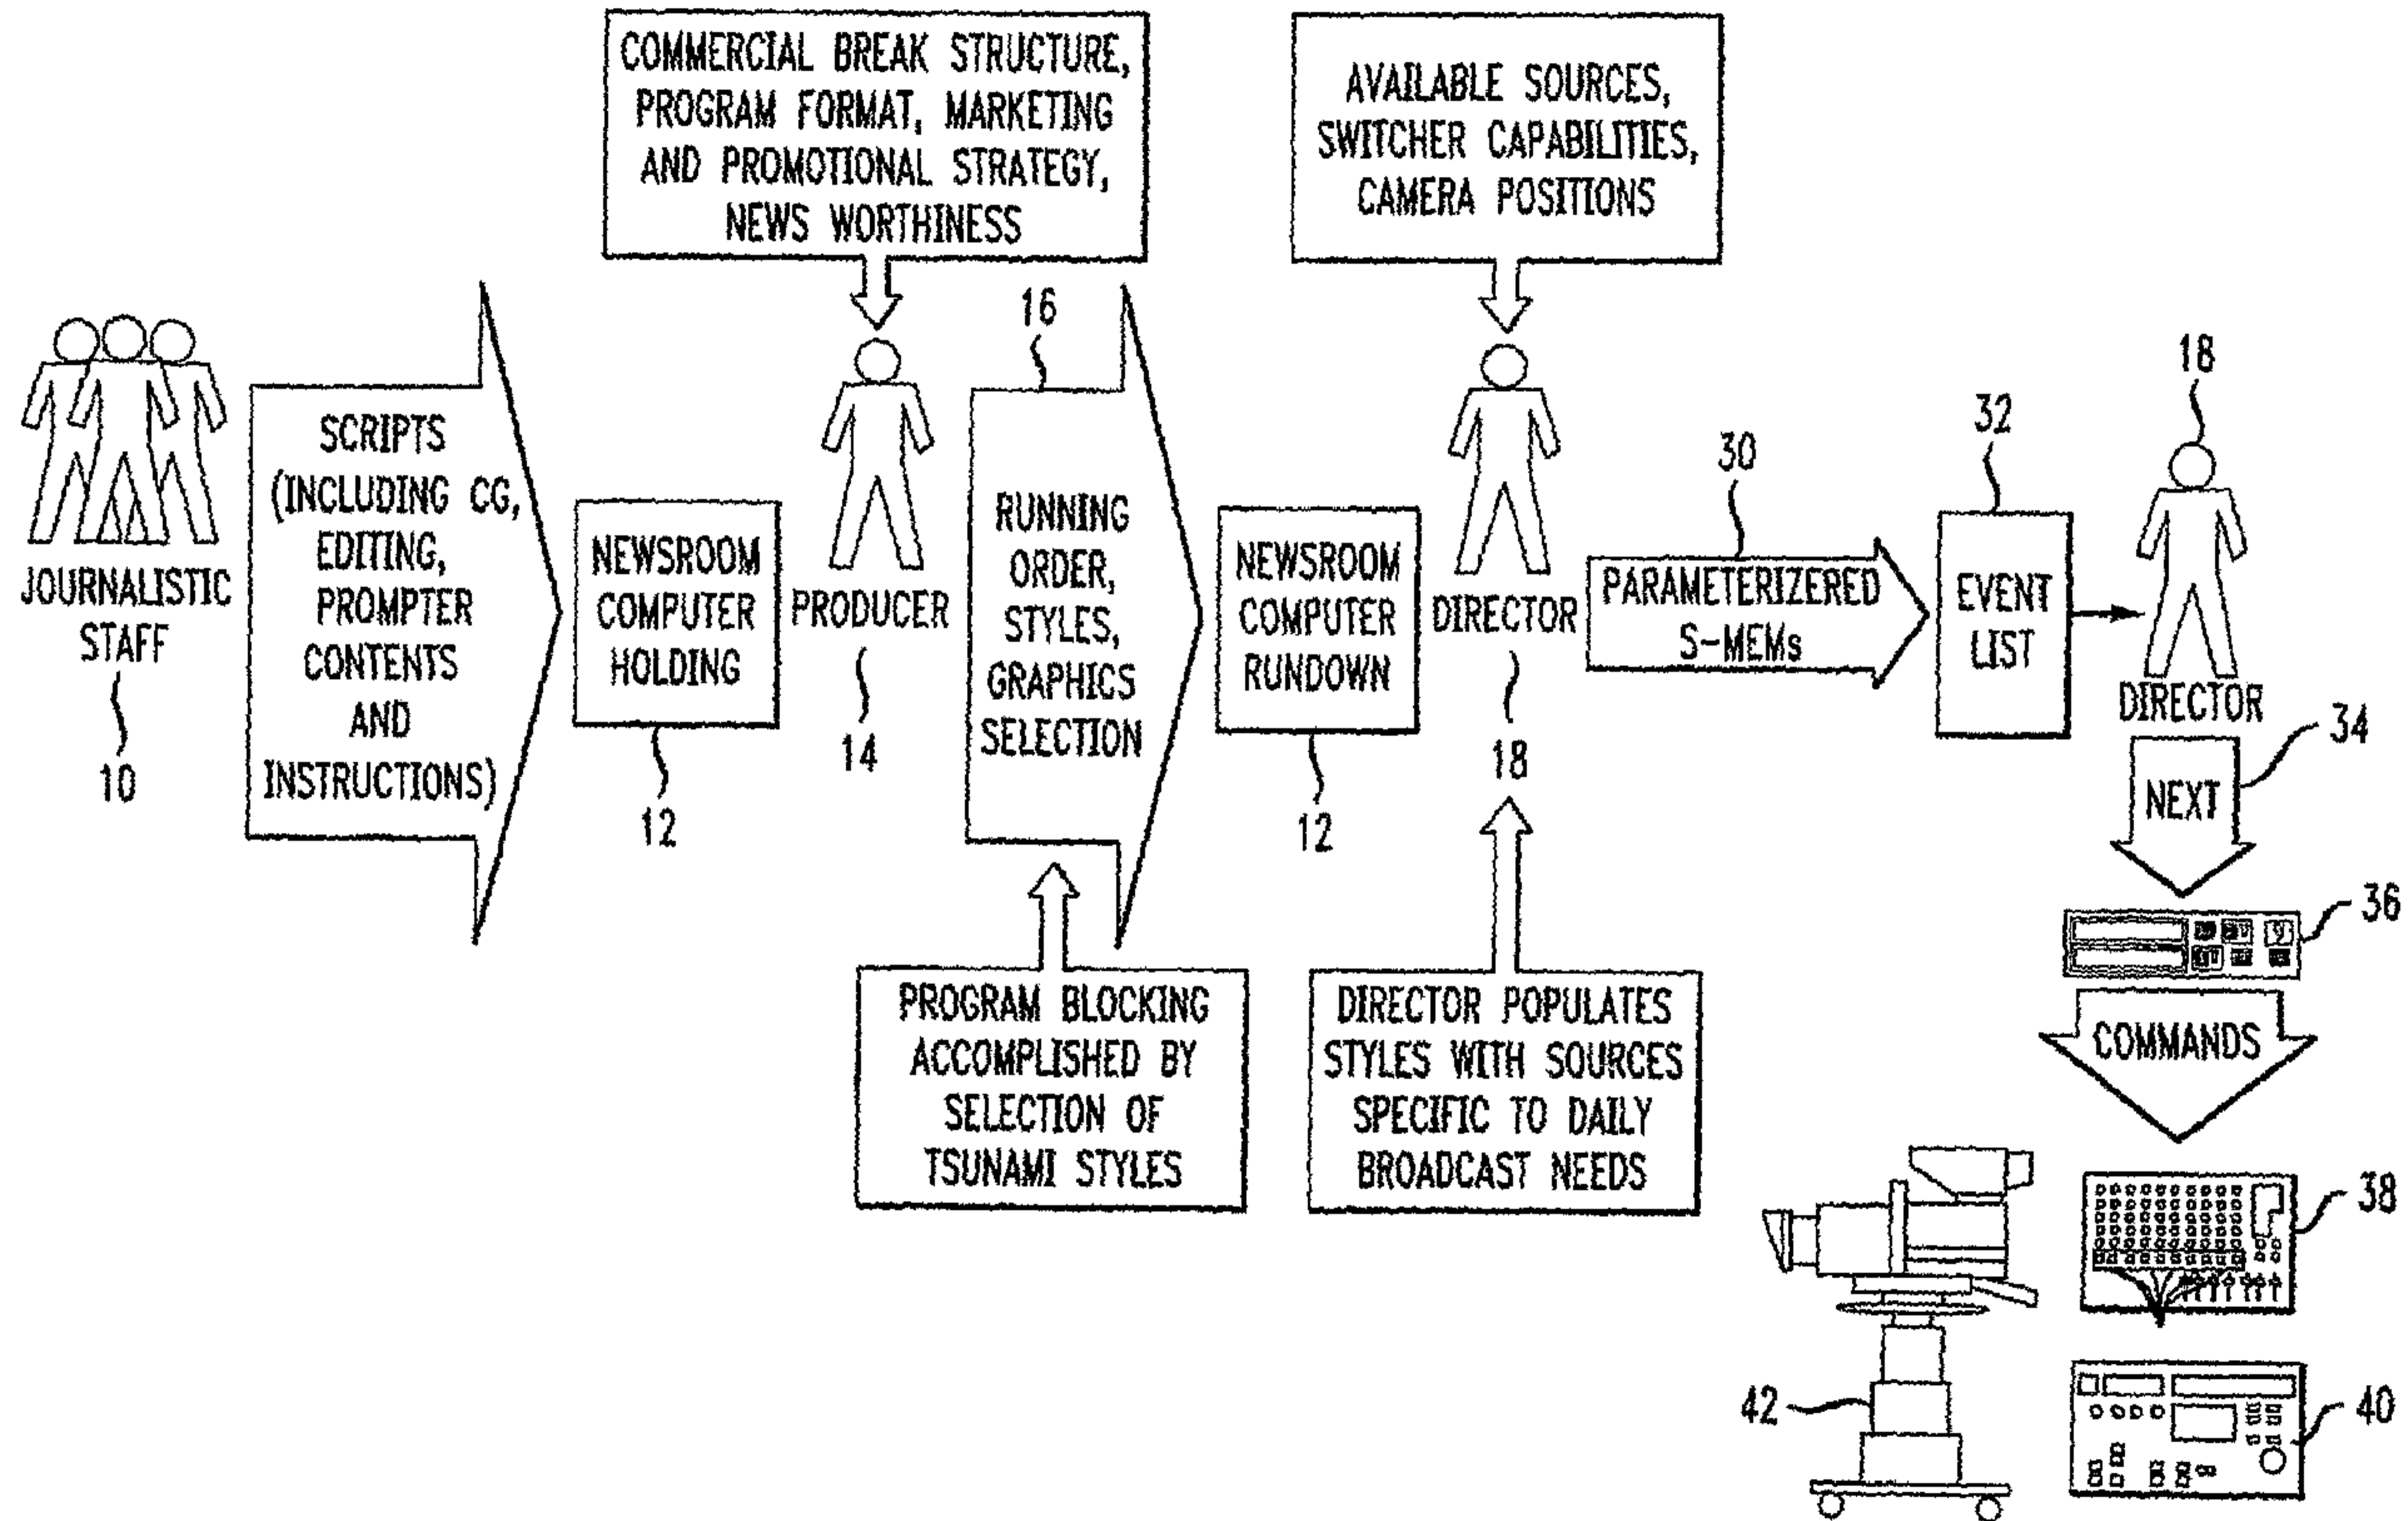 COMMERCIAL BREAK STRUCTURE,
PROGRAM FORMAT, MARKETING
AND PROMOTIONAL STRATEGY,
NEWS WORTHINESS
AVAILABLE SOURCES,
SWITCHER CAPABILITIES,
CAMERA POSITIONS
JOURNALISTIC
STAFF
10
SCRIPTS
(INCLUDING CG,
EDITING,
PROMPTER
CONTENTS
AND
INSTRUCTIONS)
NEWSROOM
COMPUTER
HOLDING
12
PRODUCER
14
16
RUNNING
ORDER,
STYLES,
GRAPHICS
SELECTION
NEWSROOM
COMPUTER
RUNDOWN
12
DIRECTOR
18
30
PARAMETERIZERED
S-MEMs
32
EVENT
LIST
18
DIRECTOR
34
NEXT
36
COMMANDS
38
40
42
PROGRAM BLOCKING
ACCOMPLISHED BY
SELECTION OF
TSUNAMI STYLES
DIRECTOR POPULATES
STYLES WITH SOURCES
SPECIFIC TO DAILY
BROADCAST NEEDS